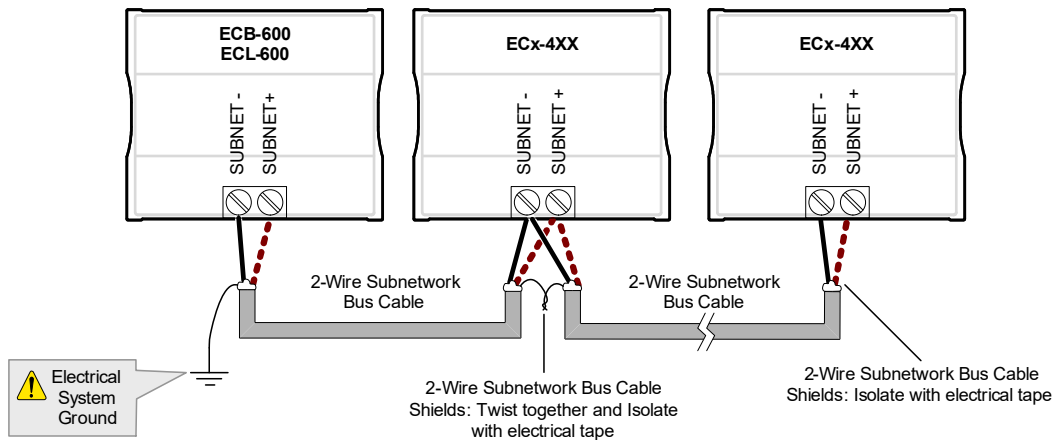 ECB-600
ECL-600
SUBNET -
SUBNET+
ECx-4XX
SUBNET -
SUBNET +
ECx-4XX
SUBNET -
SUBNET +
2-Wire Subnetwork
Bus Cable
2-Wire Subnetwork
Bus Cable
Electrical
System
Ground
2-Wire Subnetwork Bus Cable
Shields: Twist together and Isolate
with electrical tape
2-Wire Subnetwork Bus Cable
Shields: Isolate with electrical tape